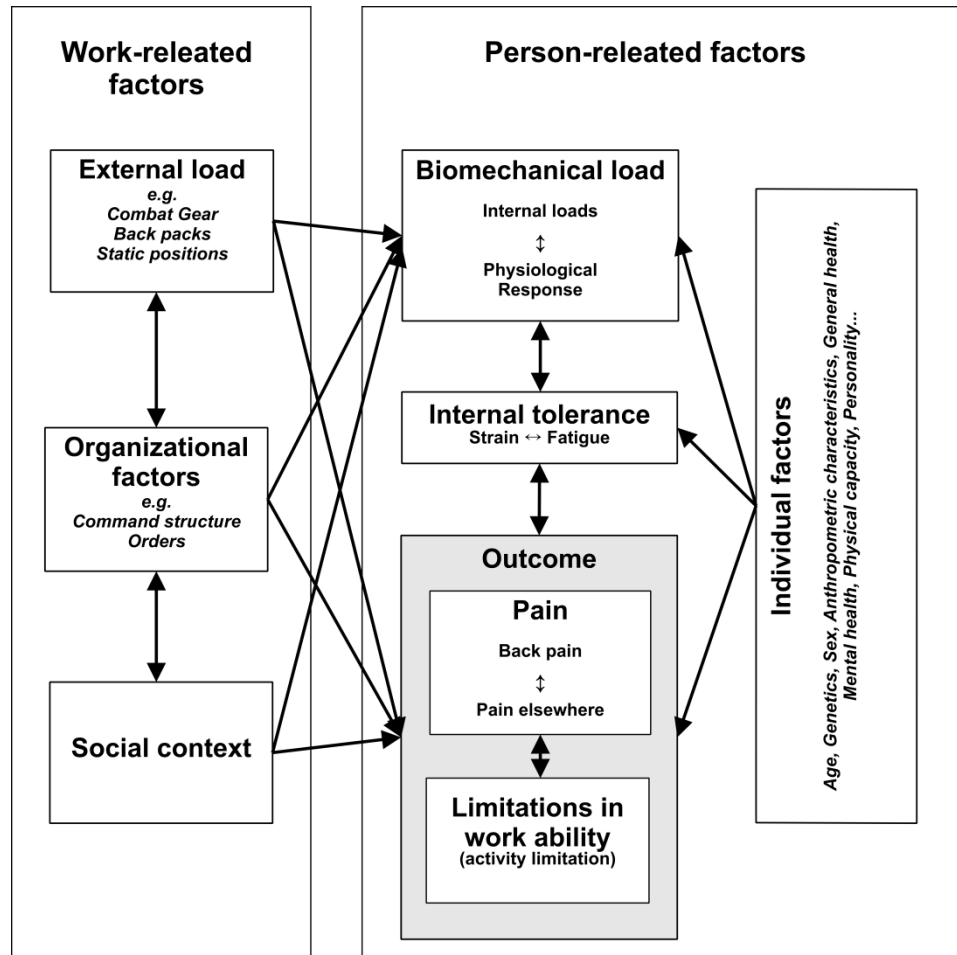 Work-releated
factors
External load
e.g.
Combat Gear
Back packs
Static positions
Organizational
factors
e.g.
Command structure
Orders
Social context
Person-releated factors
Biomechanical load
Internal loads
↕
Physiological
Response
Internal tolerance
Strain ↔ Fatigue
Outcome
Pain
Back pain
↕
Pain elsewhere
Limitations in
work ability
(activity limitation)
Individual factors
Age, Genetics, Sex, Anthropometric characteristics, General health,
Mental health, Physical capacity, Personality...